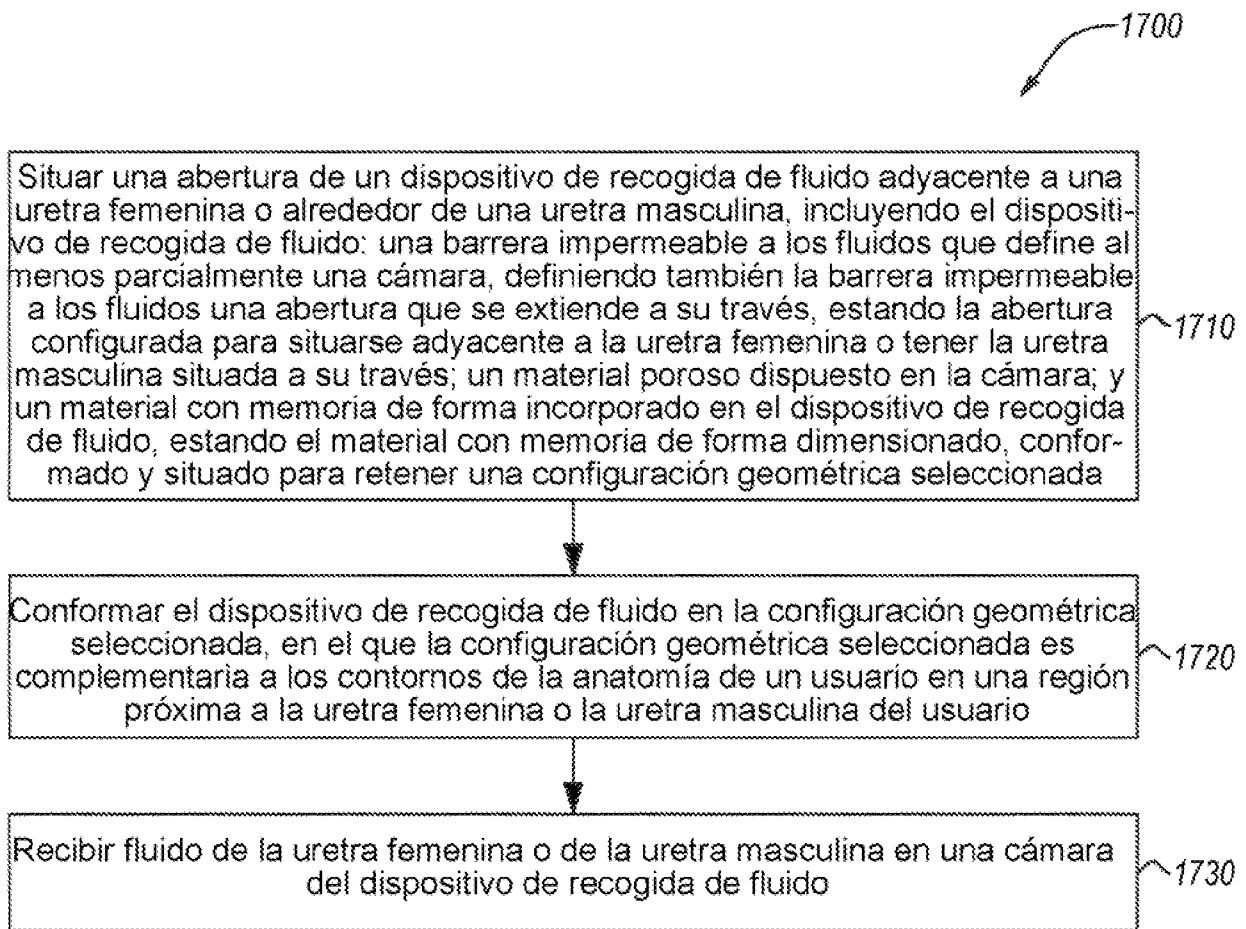 1700
Situar una abertura de un dispositivo de recogida de fluido adyacente a una
uretra femenina o alrededor de una uretra masculina, incluyendo el dispositi-
vo de recogida de fluido: una barrera impermeable a los fluidos que define al
menos parcialmente una cámara, definiendo también la barrera impermeable
a los fluidos una abertura que se extiende a su través, estando la abertura
configurada para situarse adyacente a la uretra femenina o tener la uretra
masculina situada a su través; un material poroso dispuesto en la cámara; y
un material con memoria de forma incorporado en el dispositivo de recogida
de fluido, estando el material con memoria de forma dimensionado, confor-
mado y situado para retener una configuración geométrica seleccionada
1710
Conformar el dispositivo de recogida de fluido en la configuración geométrica
seleccionada, en el que la configuración geométrica seleccionada es
complementaria a los contornos de la anatomía de un usuario en una región
próxima a la uretra femenina o la uretra masculina del usuario
1720
Recibir fluido de la uretra femenina o de la uretra masculina en una cámara
del dispositivo de recogida de fluido
1730